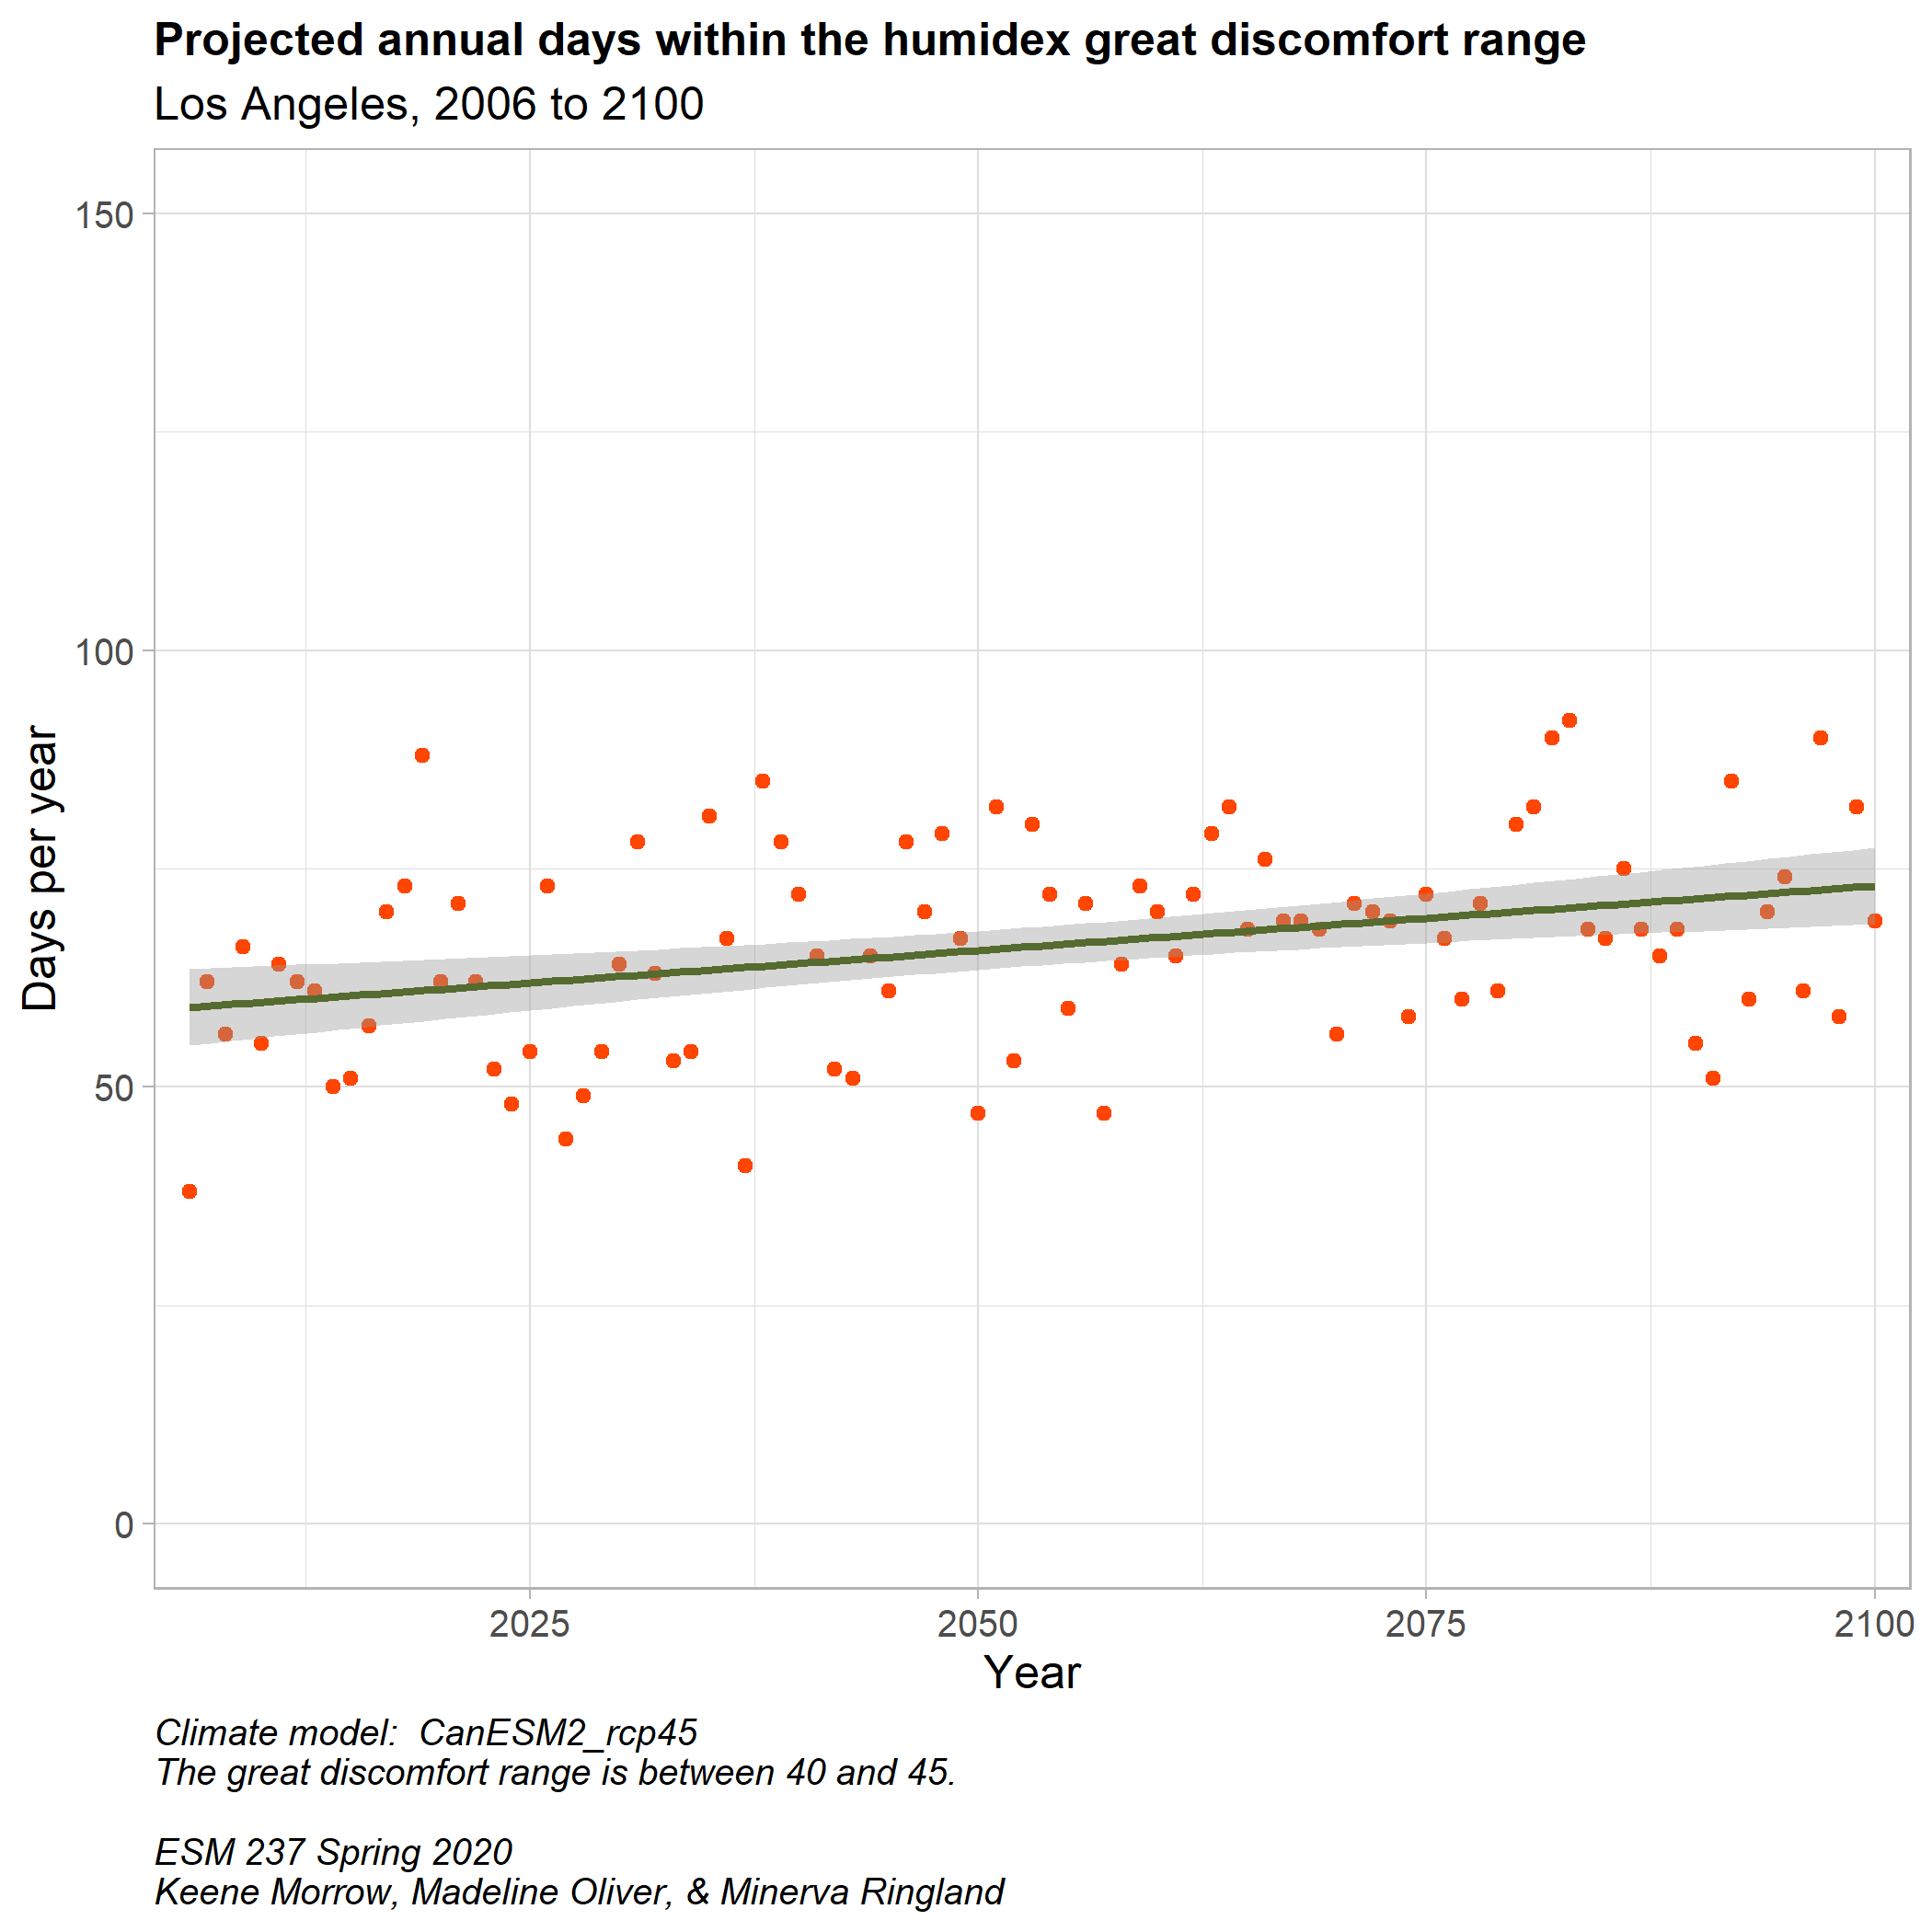 Projected annual days within the humidex great discomfort range
Los Angeles, 2006 to 2100
Days per year
150
100
50
0
2025 2050 2075 2100
Year
Climate model:  CanESM2_rcp45
The great discomfort range is between 40 and 45.
ESM 237 Spring 2020
Keene Morrow, Madeline Oliver, & Minerva Ringland